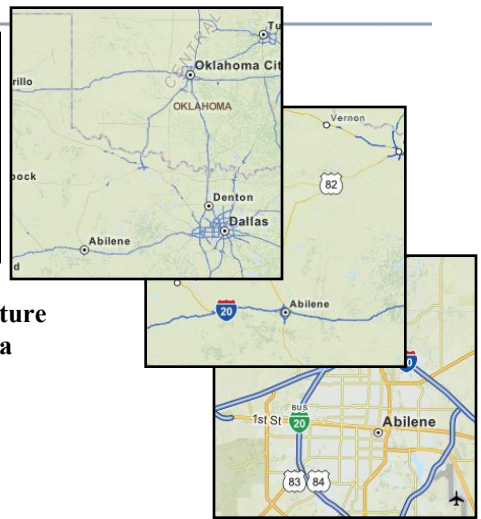 Tu
CENTRAL
Oklahoma Cit
rillo
OKLAHOMA
bock
Denton
Dallas
Abilene
d
Vernon
82
20
Abilene
ture
a
0
BUS
20
1st St
Abilene
83 84